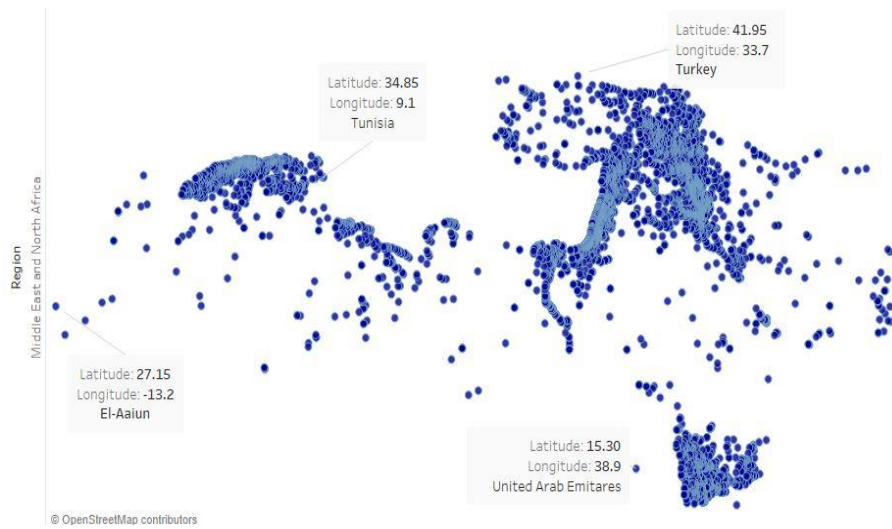 Latitude: 41.95
Longitude: 33.7
Turkey
Latitude: 34.85
Longitude: 9.1
Tunisia
Region
Middle East and North Africa
Latitude: 27.15
Longitude: -13.2
El-Aaiun
Latitude: 15.30
Longitude: 38.9
United Arab Emitares
© OpenStreetMap contributors